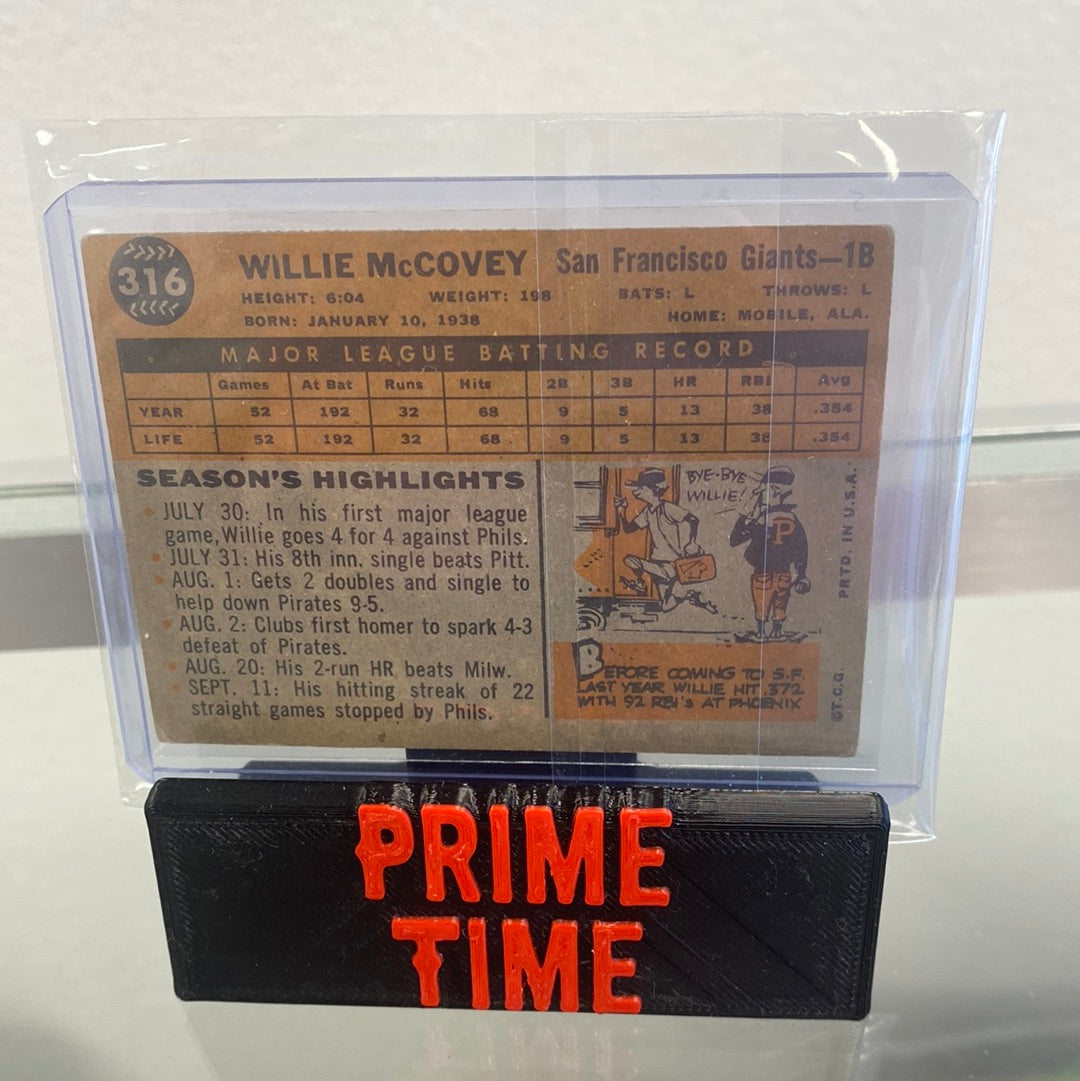 316
WILLIE McCOVEY San Francisco Giants—1B
HEIGHT: 6:04 WEIGHT: 198 BATS: L THROWS: L
BORN: JANUARY 10, 1938 HOME: MOBILE, ALA.
MAJOR LEAGUE BATTING RECORD
Games At Bat Runs Hits 2B 3B HR RBI Avg
YEAR 52 192 32 68 9 5 13 38 .354
LIFE 52 192 32 68 9 5 13 38 .354
SEASON'S HIGHLIGHTS
• JULY 30: In his first major league
game, Willie goes 4 for 4 against Phils.
• JULY 31: His 8th inn. single beats Pitt.
• AUG. 1: Gets 2 doubles and single to
help down Pirates 9-5.
• AUG. 2: Clubs first homer to spark 4-3
defeat of Pirates.
• AUG. 20: His 2-run HR beats Milw.
• SEPT. 11: His hitting streak of 22
straight games stopped by Phils.
BYE-BYE
WILLIE!
P
BEFORE COMING TO S.F.
LAST YEAR WILLIE HIT .372
WITH 92 RBI's AT PHOENIX
©T.C.G. PRTD. IN U.S.A.
PRIME
TIME